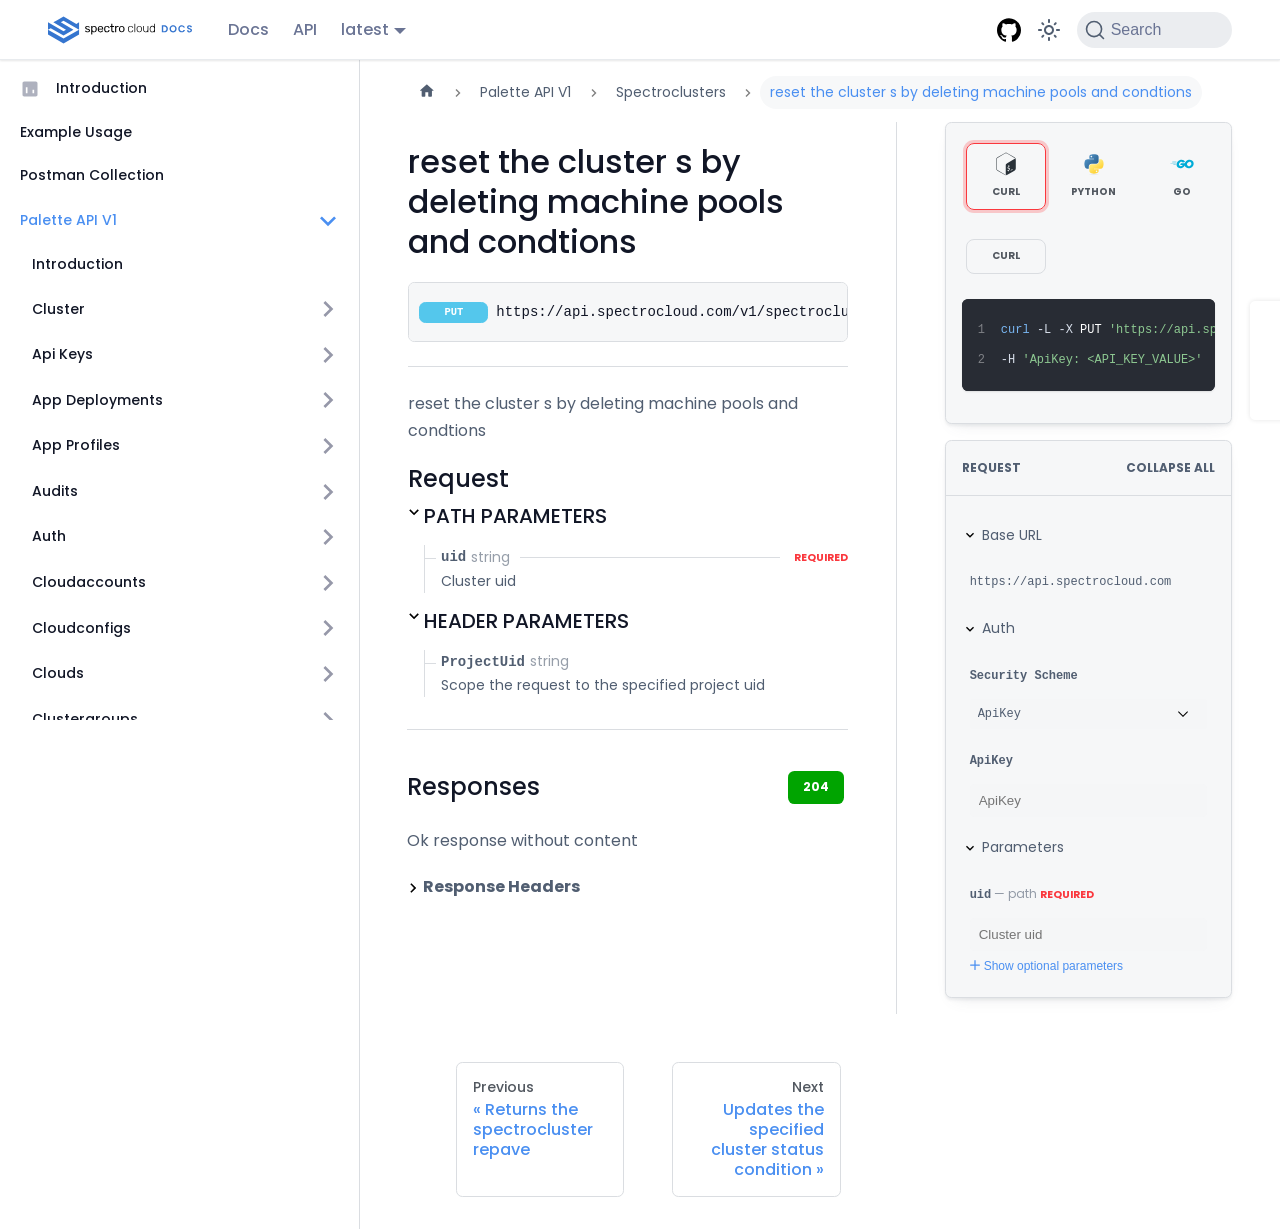 spectro cloud DOCS
Docs
API
latest
Search
Introduction
Example Usage
Postman Collection
Palette API V1
Introduction
Cluster
Api Keys
App Deployments
App Profiles
Audits
Auth
Cloudaccounts
Cloudconfigs
Clouds
Clustergroups
Palette API V1
Spectroclusters
reset the cluster s by deleting machine pools and condtions
reset the cluster s by
deleting machine pools
and condtions
PUT https://api.spectrocloud.com/v1/spectroclu
reset the cluster s by deleting machine pools and
condtions
Request
PATH PARAMETERS
uid string REQUIRED
Cluster uid
HEADER PARAMETERS
ProjectUid string
Scope the request to the specified project uid
Responses
204
Ok response without content
Response Headers
Previous
« Returns the
spectrocluster
repave
Next
Updates the
specified
cluster status
condition »
CURL
PYTHON
GO
CURL
1 curl -L -X PUT 'https://api.sp
2 -H 'ApiKey: <API_KEY_VALUE>'
REQUEST
COLLAPSE ALL
Base URL
https://api.spectrocloud.com
Auth
Security Scheme
ApiKey
ApiKey
ApiKey
Parameters
uid — path REQUIRED
Cluster uid
Show optional parameters